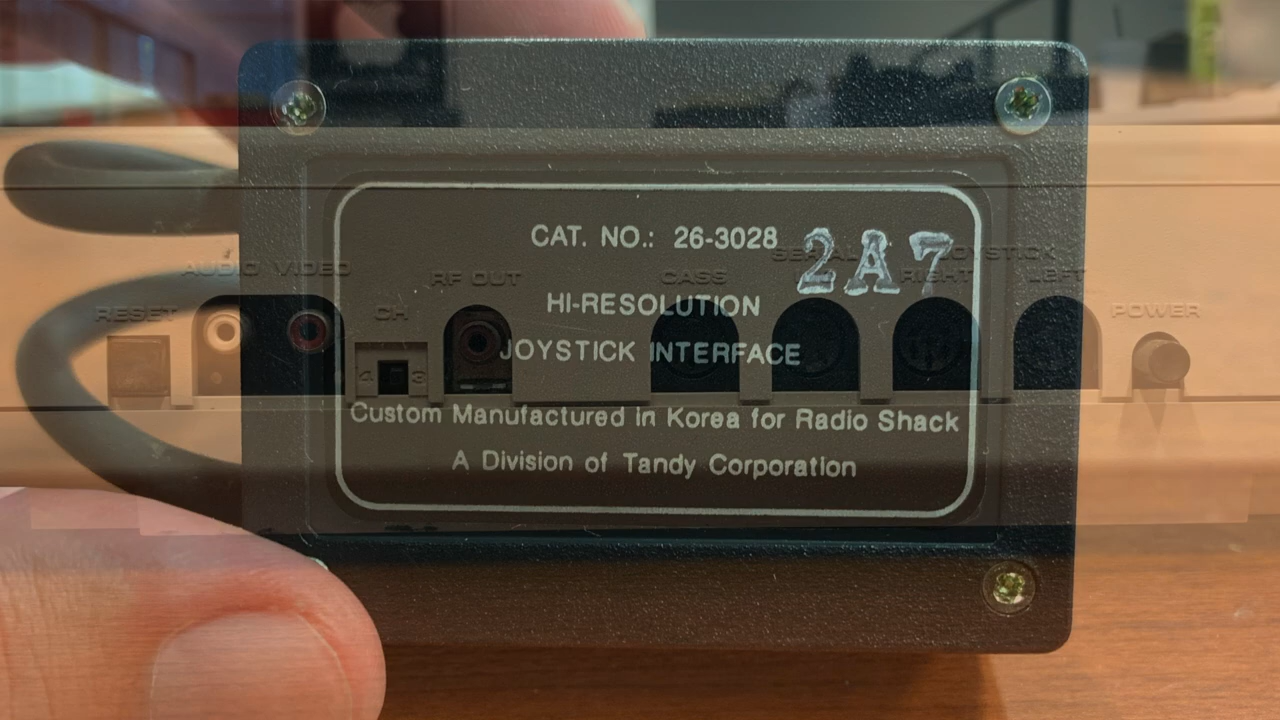 CAT. NO.: 26-3028 2A7
HI-RESOLUTION
JOYSTICK INTERFACE
Custom Manufactured in Korea for Radio Shack
A Division of Tandy Corporation
RESET
AUDIO VIDEO
CH
4 3
RF OUT
CASS
SERIAL
JOYSTICK
RIGHT LEFT
POWER